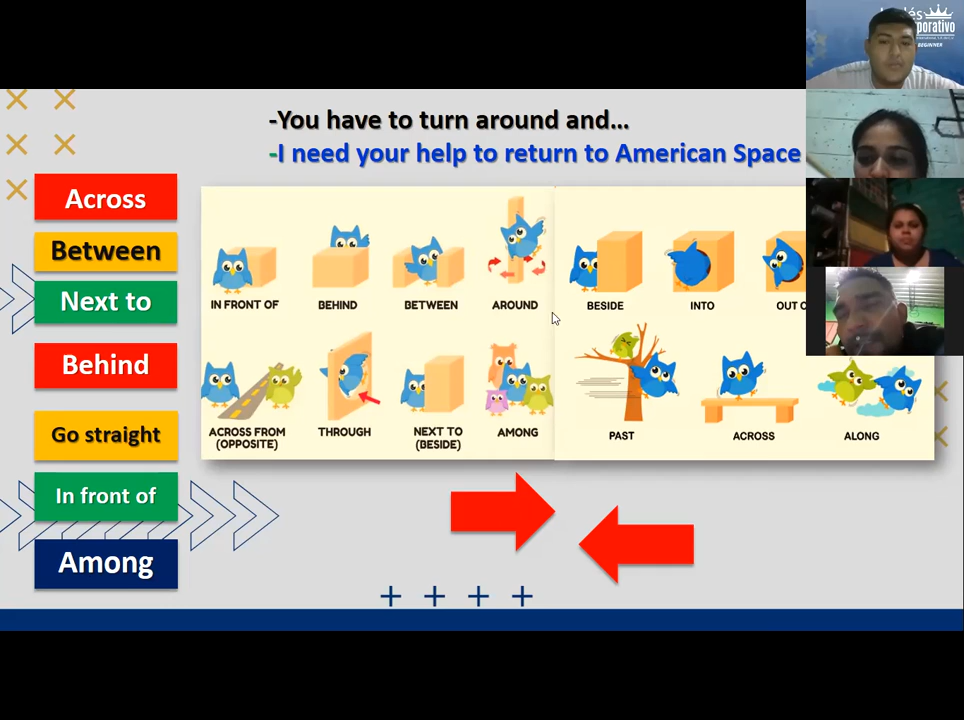 -You have to turn around and…
-I need your help to return to American Space
Across
Between
Next to
Behind
Go straight
In front of
Among
IN FRONT OF
BEHIND
BETWEEN
AROUND
BESIDE
INTO
ACROSS FROM
(OPPOSITE)
THROUGH
NEXT TO
(BESIDE)
AMONG
PAST
ACROSS
ALONG
BEGINNER